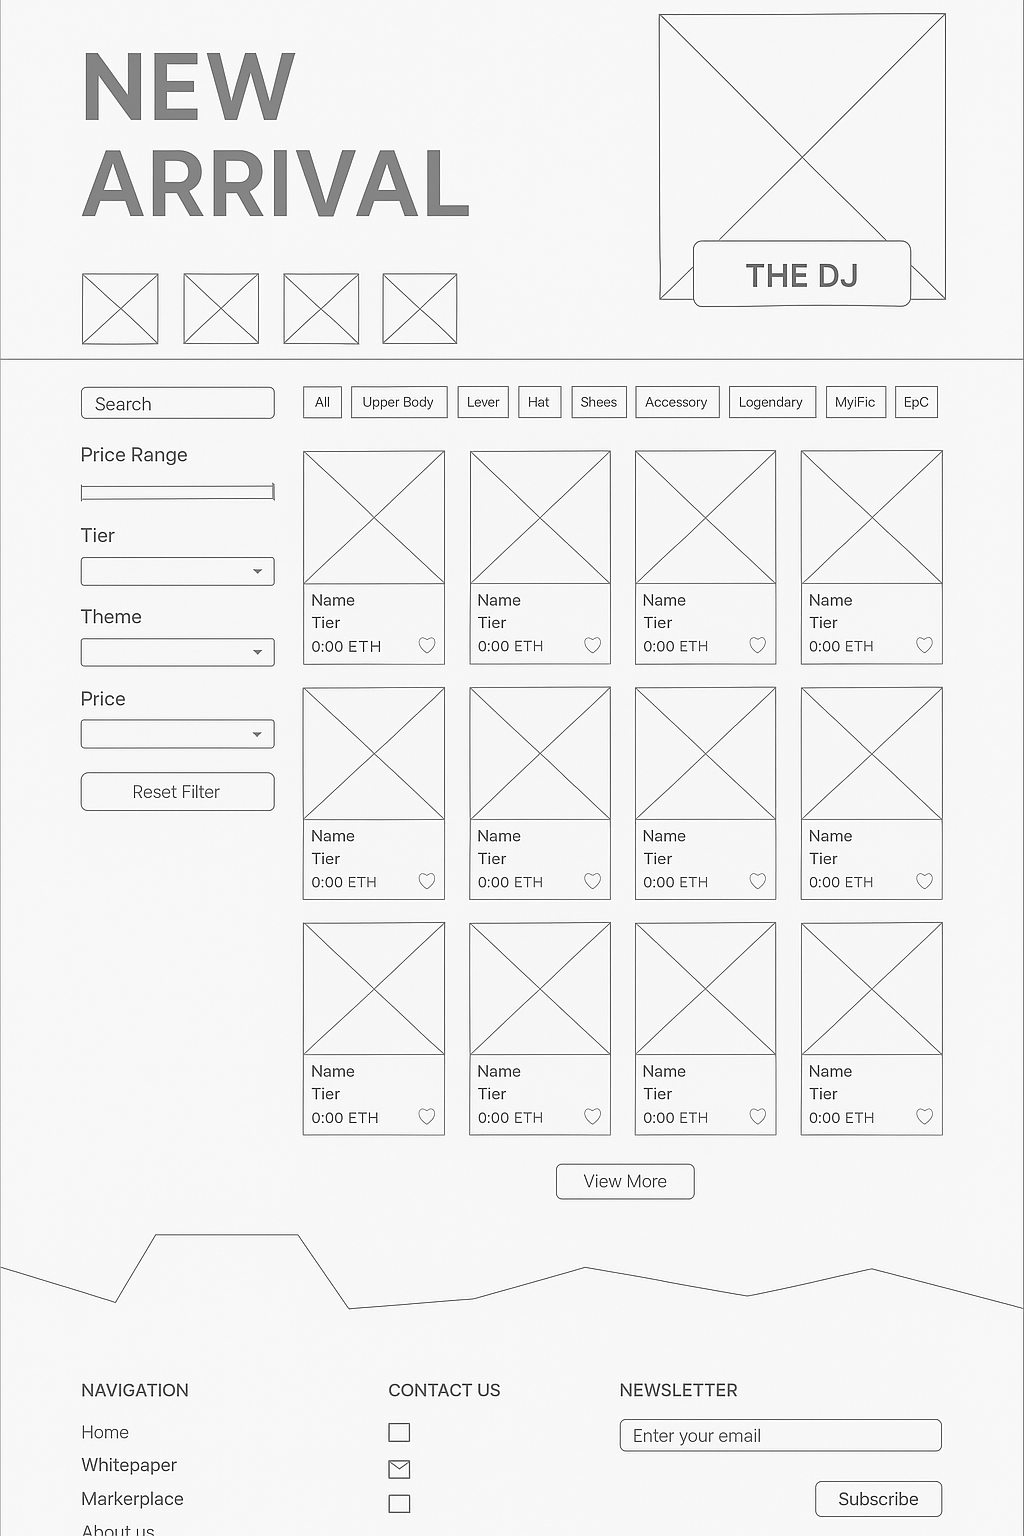 NEW
ARRIVAL
THE DJ
Search
Price Range
Tier
Theme
Price
Reset Filter
All Upper Body Lever Hat Shees Accessory Logendary MyiFic EpC
Name Name Name Name
Tier Tier Tier Tier
0:00 ETH 0:00 ETH 0:00 ETH 0:00 ETH
Name Name Name Name
Tier Tier Tier Tier
0:00 ETH 0:00 ETH 0:00 ETH 0:00 ETH
Name Name Name Name
Tier Tier Tier Tier
0:00 ETH 0:00 ETH 0:00 ETH 0:00 ETH
View More
NAVIGATION
Home
Whitepaper
Markerplace
About us
CONTACT US
NEWSLETTER
Enter your email
Subscribe